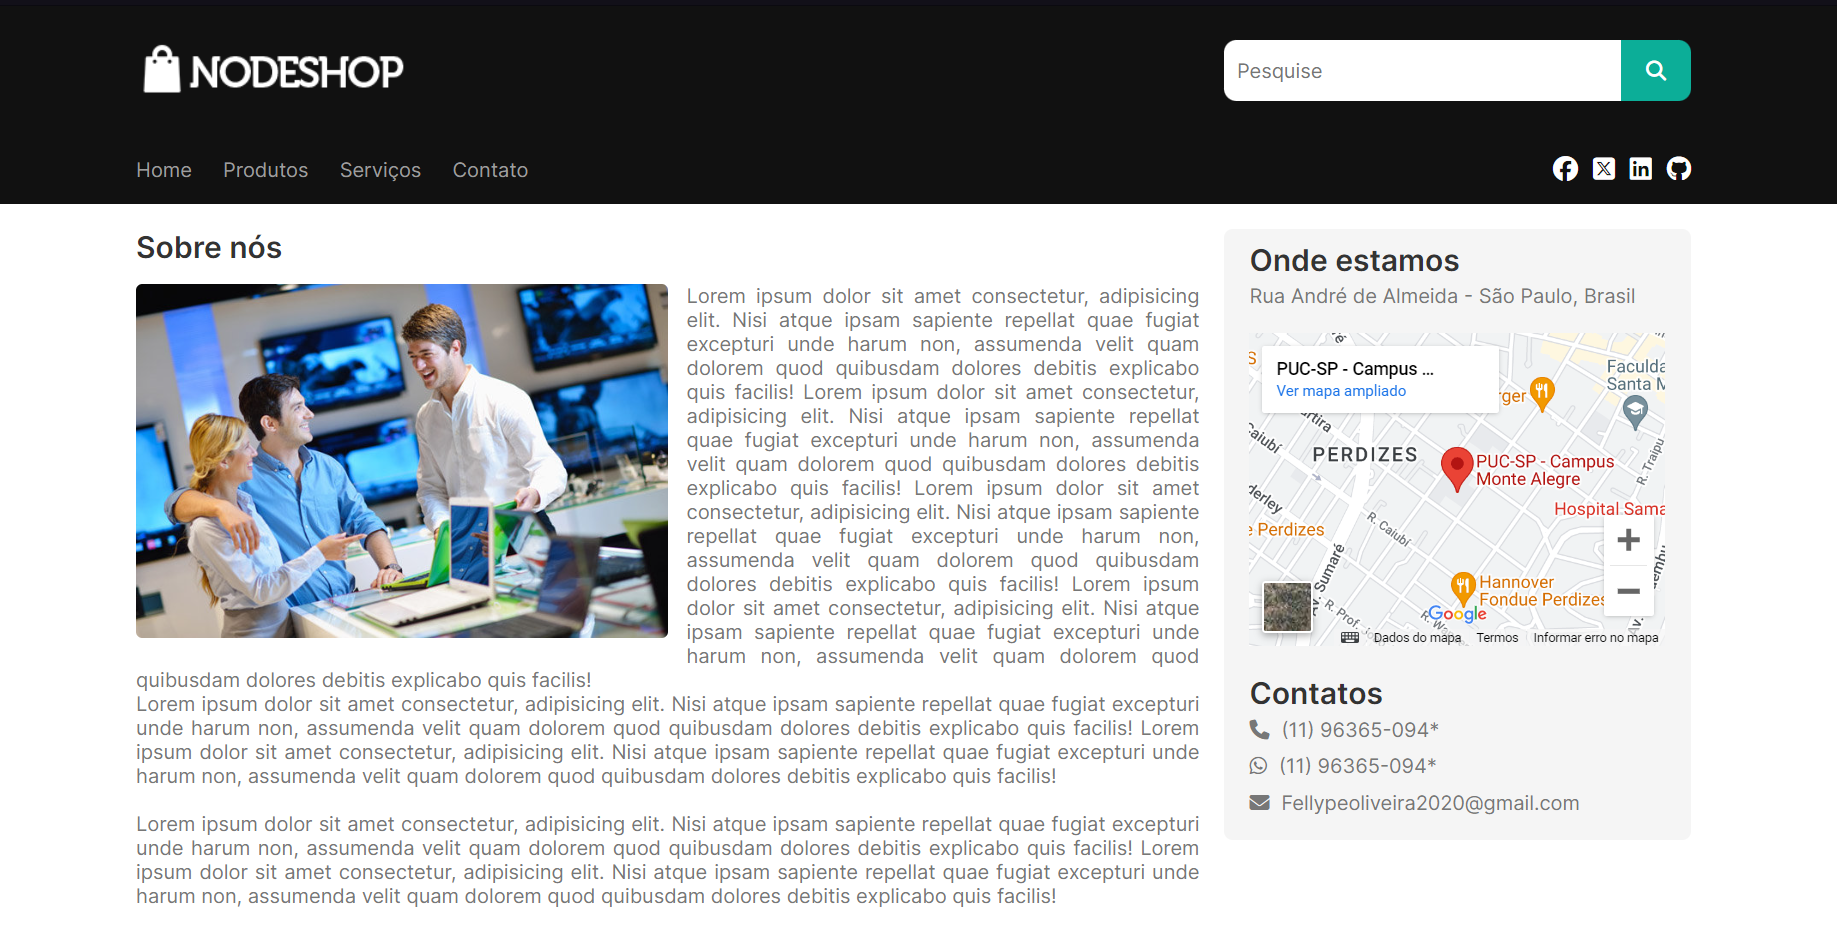 NODESHOP
Pesquise
Home Produtos Serviços Contato
Sobre nós
Lorem ipsum dolor sit amet consectetur, adipisicing
elit. Nisi atque ipsam sapiente repellat quae fugiat
excepturi unde harum non, assumenda velit quam
dolorem quod quibusdam dolores debitis explicabo
quis facilis! Lorem ipsum dolor sit amet consectetur,
adipisicing elit. Nisi atque ipsam sapiente repellat
quae fugiat excepturi unde harum non, assumenda
velit quam dolorem quod quibusdam dolores debitis
explicabo quis facilis! Lorem ipsum dolor sit amet
consectetur, adipisicing elit. Nisi atque ipsam sapiente
repellat quae fugiat excepturi unde harum non,
assumenda velit quam dolorem quod quibusdam
dolores debitis explicabo quis facilis! Lorem ipsum
dolor sit amet consectetur, adipisicing elit. Nisi atque
ipsam sapiente repellat quae fugiat excepturi unde
harum non, assumenda velit quam dolorem quod
quibusdam dolores debitis explicabo quis facilis!
Lorem ipsum dolor sit amet consectetur, adipisicing elit. Nisi atque ipsam sapiente repellat quae fugiat excepturi
unde harum non, assumenda velit quam dolorem quod quibusdam dolores debitis explicabo quis facilis! Lorem
ipsum dolor sit amet consectetur, adipisicing elit. Nisi atque ipsam sapiente repellat quae fugiat excepturi unde
harum non, assumenda velit quam dolorem quod quibusdam dolores debitis explicabo quis facilis!
Lorem ipsum dolor sit amet consectetur, adipisicing elit. Nisi atque ipsam sapiente repellat quae fugiat excepturi
unde harum non, assumenda velit quam dolorem quod quibusdam dolores debitis explicabo quis facilis! Lorem
ipsum dolor sit amet consectetur, adipisicing elit. Nisi atque ipsam sapiente repellat quae fugiat excepturi unde
harum non, assumenda velit quam dolorem quod quibusdam dolores debitis explicabo quis facilis!
Onde estamos
Rua André de Almeida - São Paulo, Brasil
PUC-SP - Campus ...
Ver mapa ampliado
Faculda
Santa M
rger
rtira
Caiubí
PERDIZES
R. Traipu
PUC-SP - Campus
Monte Alegre
derley
Hospital Sama
R. Caiubí
e Perdizes
Av. Sumaré
Hannover
Fondue Perdizes
R. Prof.
Google
Dados do mapa Termos Informar erro no mapa
Contatos
(11) 96365-094*
(11) 96365-094*
Fellypeoliveira2020@gmail.com